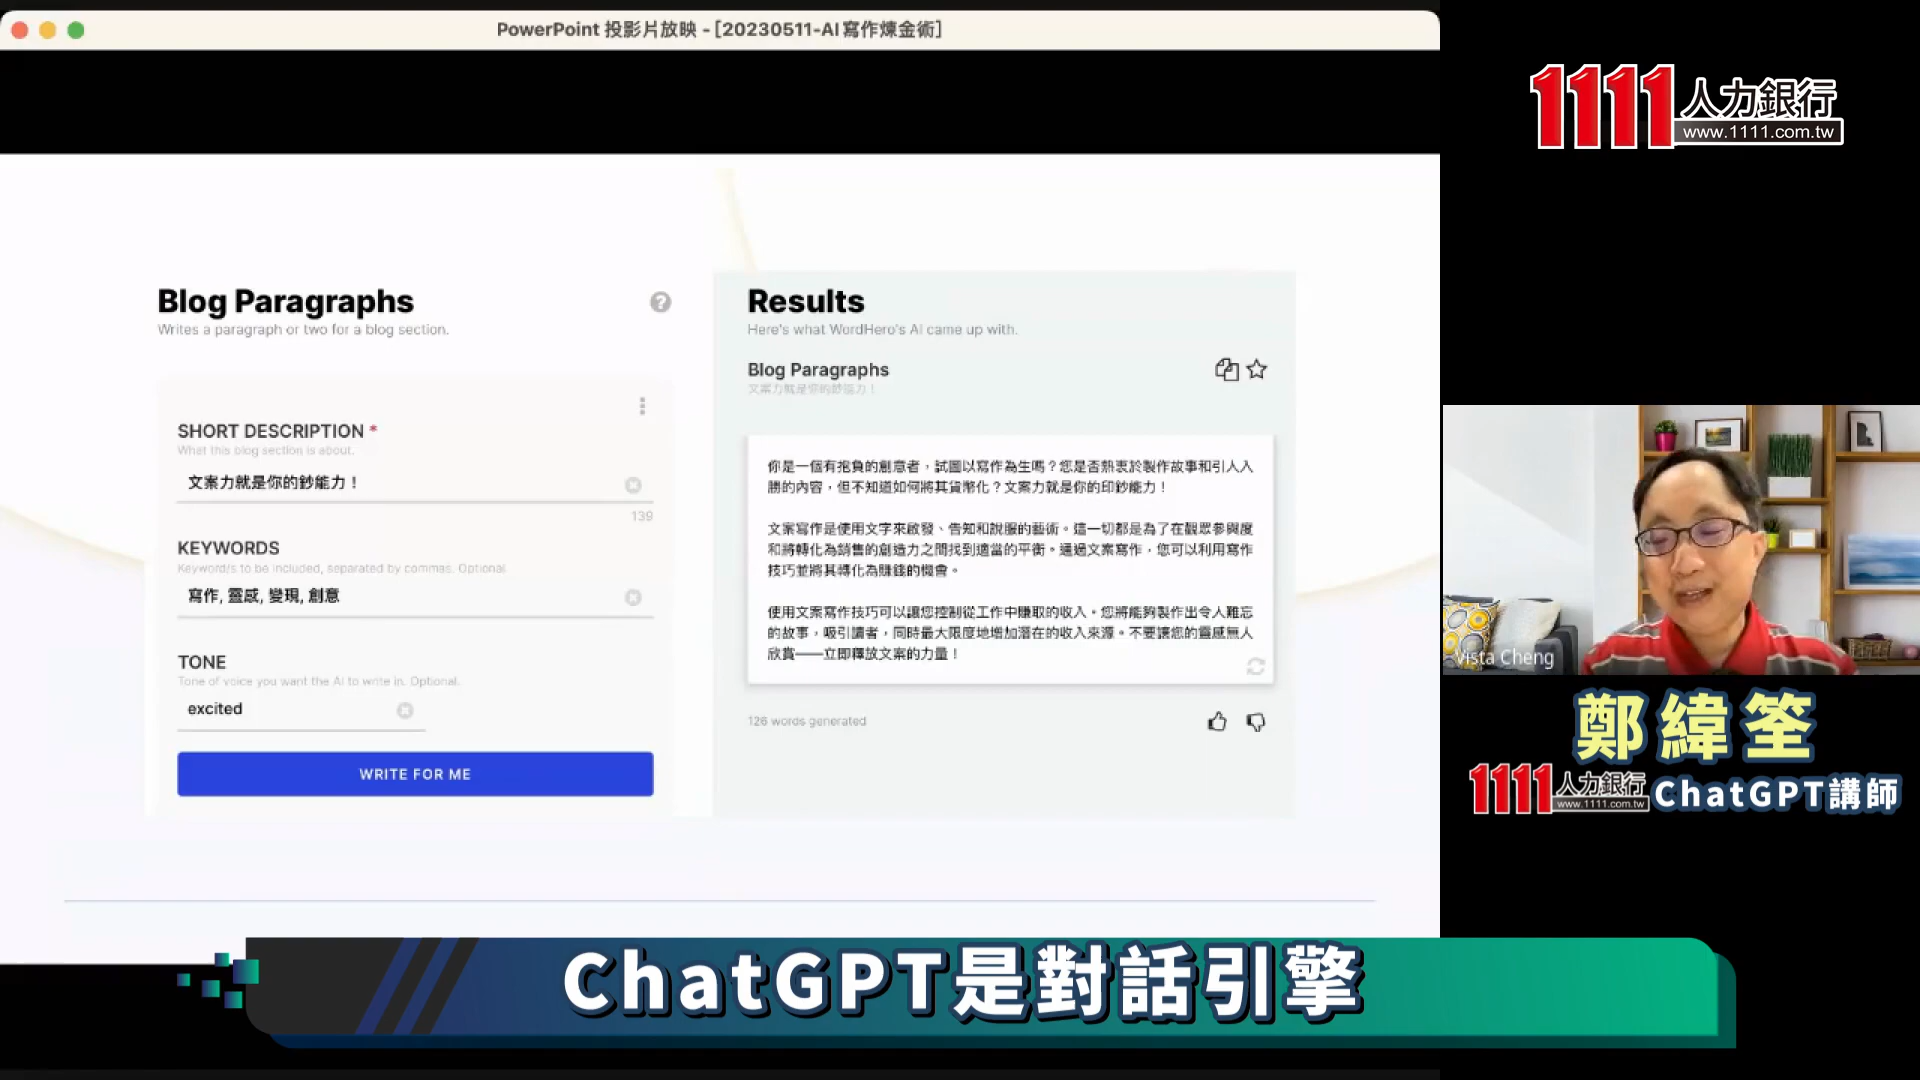 PowerPoint 投影片放映 - [20230511-AI寫作煉金術]
1111人力銀行
www.1111.com.tw
Blog Paragraphs
Writes a paragraph or two for a blog section.
SHORT DESCRIPTION *
What this blog section is about.
文案力就是你的鈔能力！
139
KEYWORDS
Keyword/s to be included, separated by commas. Optional.
寫作, 靈感, 變現, 創意
TONE
Tone of voice you want the AI to write in. Optional.
excited
WRITE FOR ME
Results
Here's what WordHero's AI came up with.
Blog Paragraphs
文案力就是你的鈔能力！
你是一個有抱負的創意者，試圖以寫作為生嗎？您是否熱衷於製作故事和引人入
勝的內容，但不知道如何將其貨幣化？文案力就是你的印鈔能力！
文案寫作是使用文字來啟發、告知和說服的藝術。這一切都是為了在觀眾參與度
和將轉化為銷售的創造力之間找到適當的平衡。通過文案寫作，您可以利用寫作
技巧並將其轉化為賺錢的機會。
使用文案寫作技巧可以讓您控制從工作中賺取的收入。您將能夠製作出令人難忘
的故事，吸引讀者，同時最大限度地增加潛在的收入來源。不要讓您的靈感無人
欣賞——立即釋放文案的力量！
126 words generated
Vista Cheng
鄭緯筌
1111人力銀行 www.1111.com.tw ChatGPT講師
ChatGPT是對話引擎